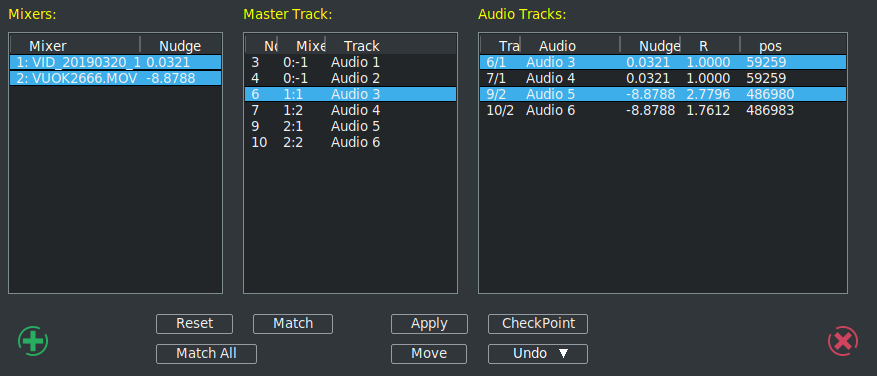 Mixers: Master Track: Audio Tracks:
Mixer Nudge No Mixe Track Tra Audio Nudge R pos
1: VID_20190320_1 0.0321 3 0:-1 Audio 1 6/1 Audio 3 0.0321 1.0000 59259
2: VUOK2666.MOV -8.8788 4 0:-1 Audio 2 7/1 Audio 4 0.0321 1.0000 59259
6 1:1 Audio 3 9/2 Audio 5 -8.8788 2.7796 486980
7 1:2 Audio 4 10/2 Audio 6 -8.8788 1.7612 486983
9 2:1 Audio 5
10 2:2 Audio 6
Reset Match Apply CheckPoint
Match All Move Undo ▼